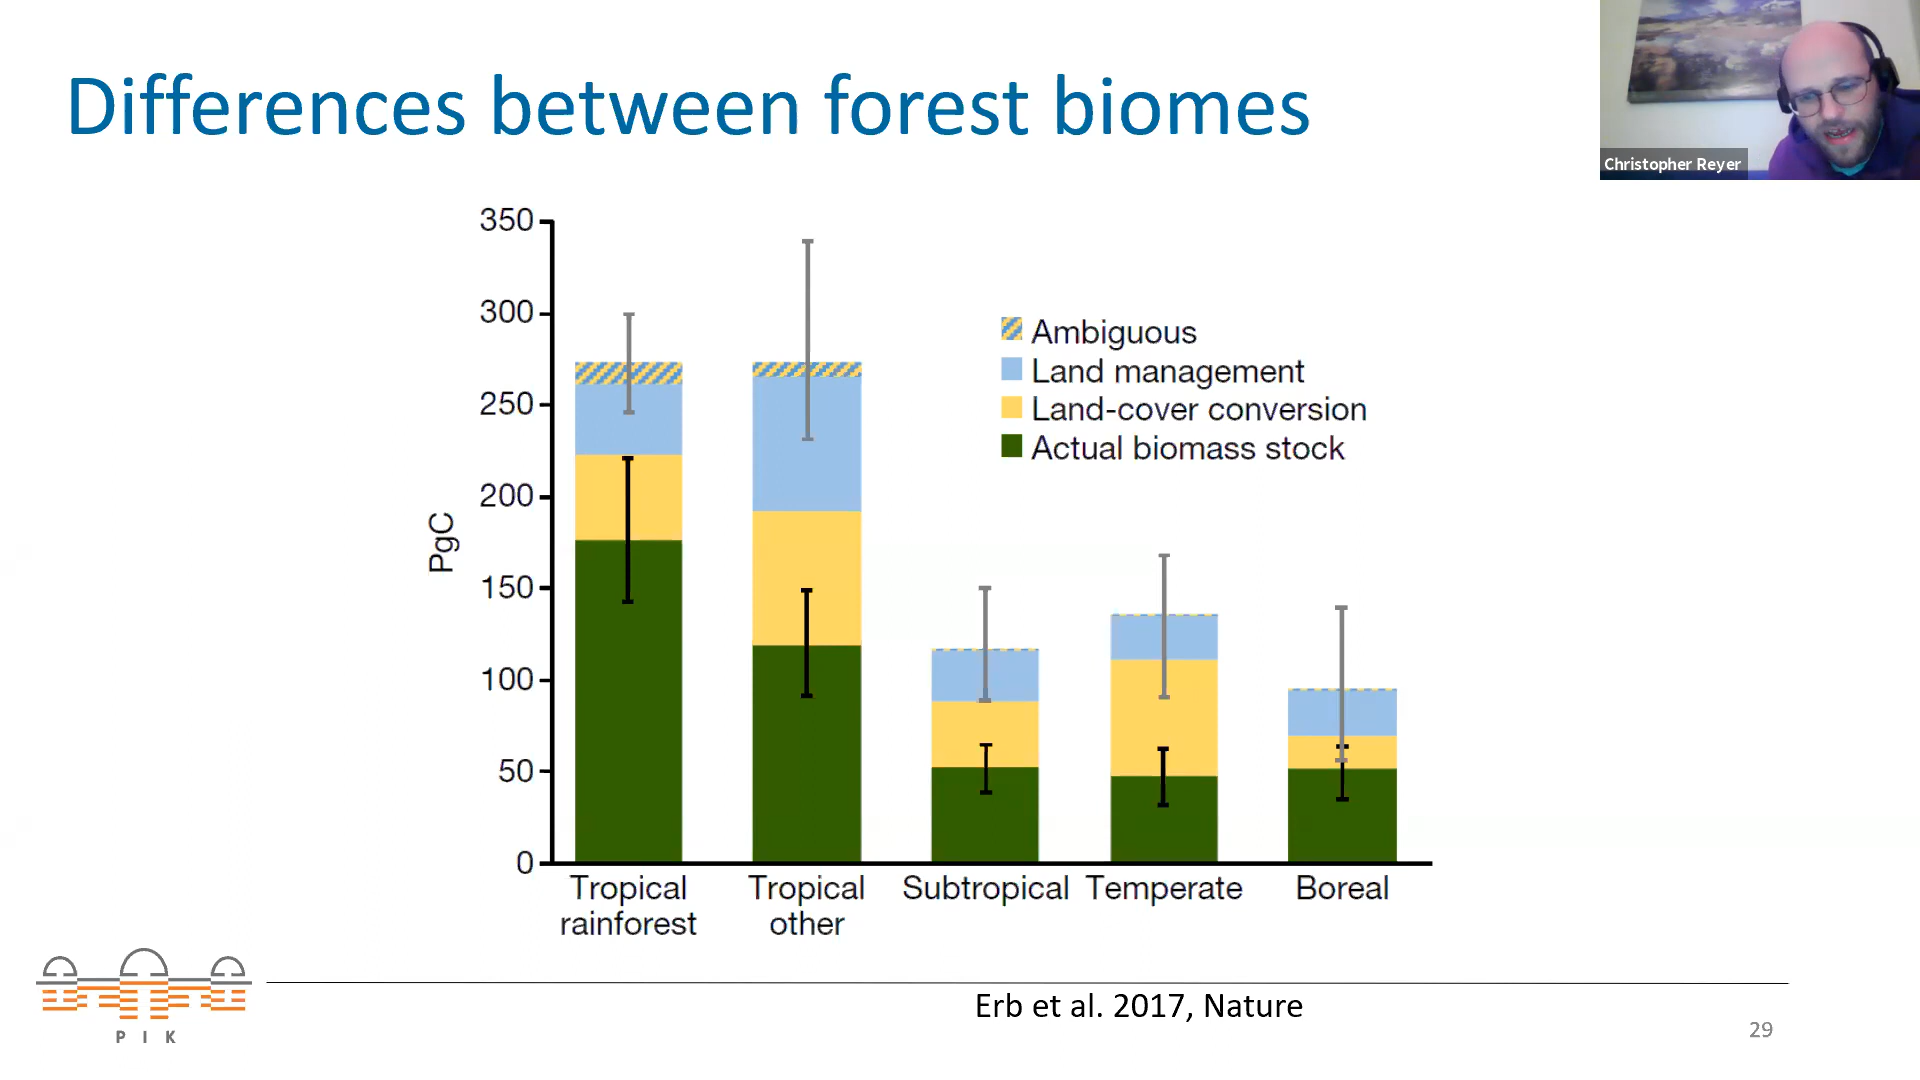 Differences between forest biomes
Christopher Reyer
350
300
250
200
150
100
50
0
PgC
Ambiguous
Land management
Land-cover conversion
Actual biomass stock
Tropical
rainforest
Tropical
other
Subtropical
Temperate
Boreal
PIK
Erb et al. 2017, Nature
29